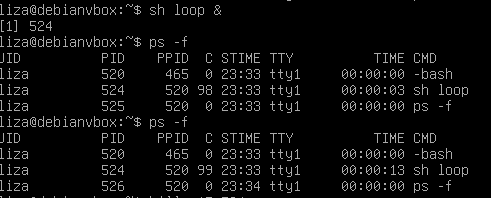 liza@debianvbox:~$ sh loop &
[1] 524
liza@debianvbox:~$ ps -f
UID PID PPID C STIME TTY TIME CMD
liza 520 465 0 23:33 tty1 00:00:00 -bash
liza 524 520 98 23:33 tty1 00:00:03 sh loop
liza 525 520 0 23:33 tty1 00:00:00 ps -f
liza@debianvbox:~$ ps -f
UID PID PPID C STIME TTY TIME CMD
liza 520 465 0 23:33 tty1 00:00:00 -bash
liza 524 520 99 23:33 tty1 00:00:13 sh loop
liza 526 520 0 23:34 tty1 00:00:00 ps -f